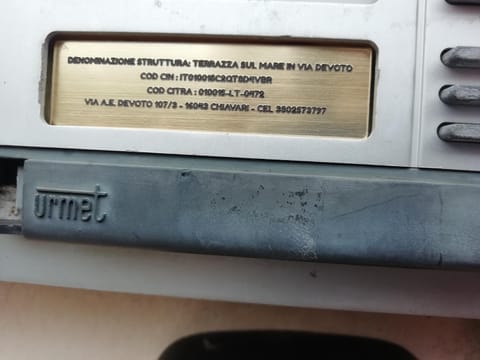 DENOMINAZIONE STRUTTURA: TERRAZZA SUL MARE IN VIA DEVOTO
COD CIN : IT010015C2QT8D4VBR
COD CITRA : 010015-LT-0472
VIA A.E. DEVOTO 107/3 - 16043 CHIAVARI - CEL 3802573797
urmet